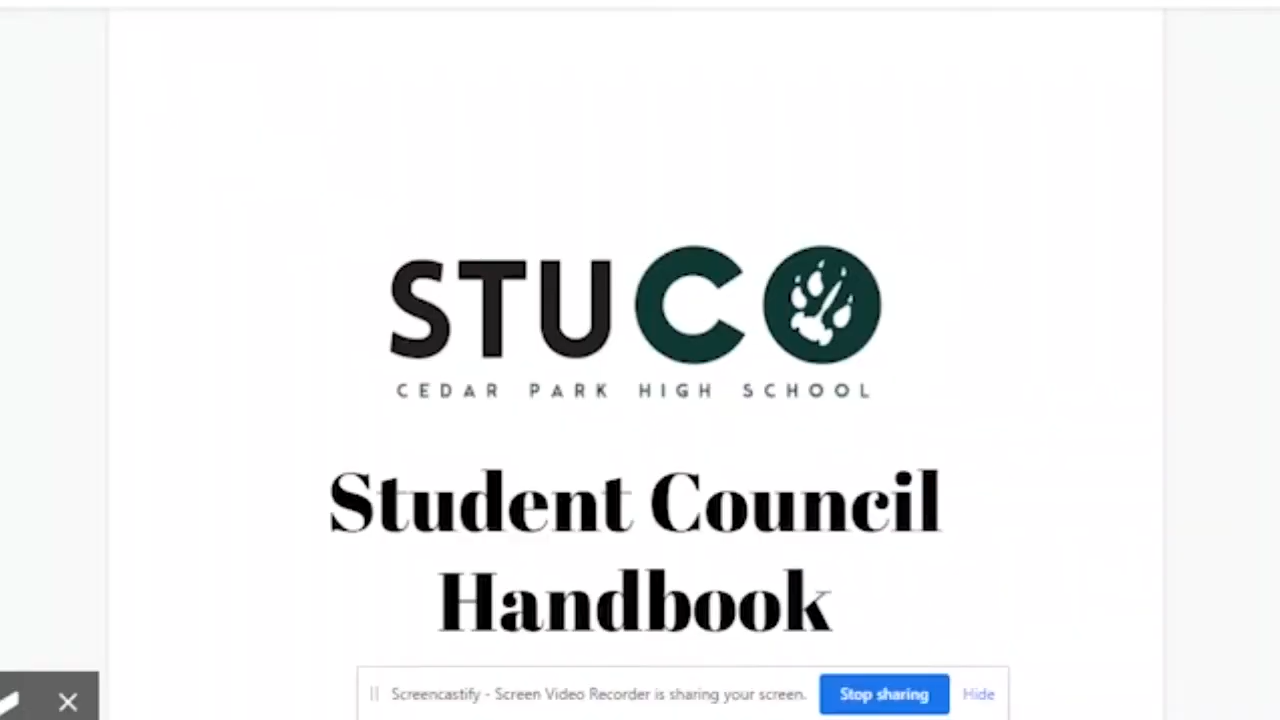 STUCO
CEDAR PARK HIGH SCHOOL
Student Council
Handbook
Screencastify - Screen Video Recorder is sharing your screen. Stop sharing Hide